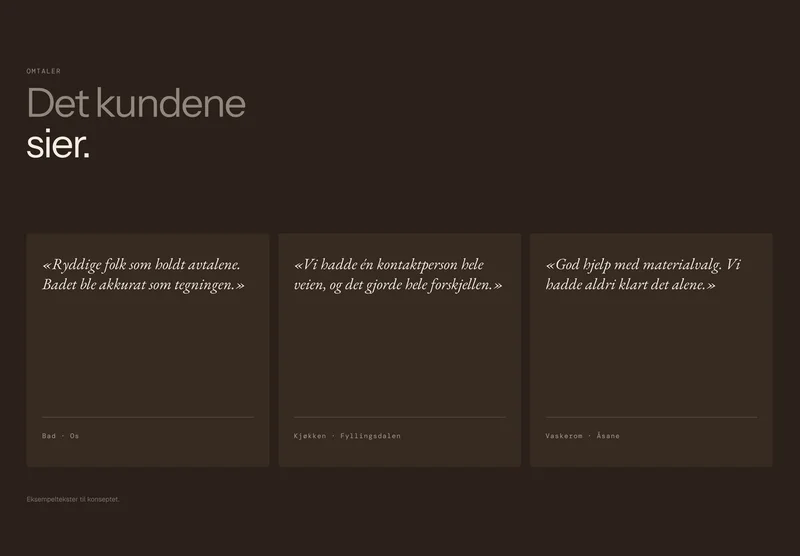 OMTALER
Det kundene
sier.
«Ryddige folk som holdt avtalene.
Badet ble akkurat som tegningen.»
Bad · Os
«Vi hadde én kontaktperson hele
veien, og det gjorde hele forskjellen.»
Kjøkken · Fyllingsdalen
«God hjelp med materialvalg. Vi
hadde aldri klart det alene.»
Vaskerom · Åsane
Eksempeltekster til konseptet.